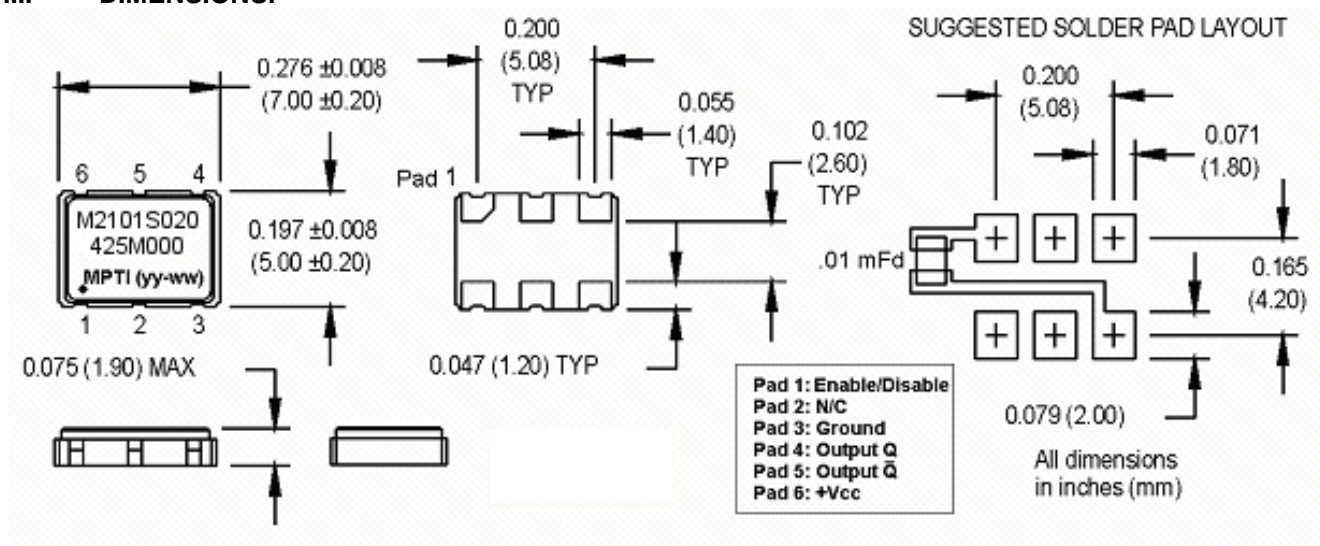 DIMENSIONS:
SUGGESTED SOLDER PAD LAYOUT
0.276 ±0.008
(7.00 ±0.20)
6 5 4
M2101S020
425M000
MPTI (yy-ww)
1 2 3
0.197 ±0.008
(5.00 ±0.20)
0.075 (1.90) MAX
0.200
(5.08)
TYP
0.055
(1.40)
TYP
0.102
(2.60)
TYP
Pad 1
0.047 (1.20) TYP
0.200
(5.08)
0.071
(1.80)
.01 mFd
0.165
(4.20)
0.079 (2.00)
All dimensions
in inches (mm)
Pad 1: Enable/Disable
Pad 2: N/C
Pad 3: Ground
Pad 4: Output Q
Pad 5: Output Q̅
Pad 6: +Vcc